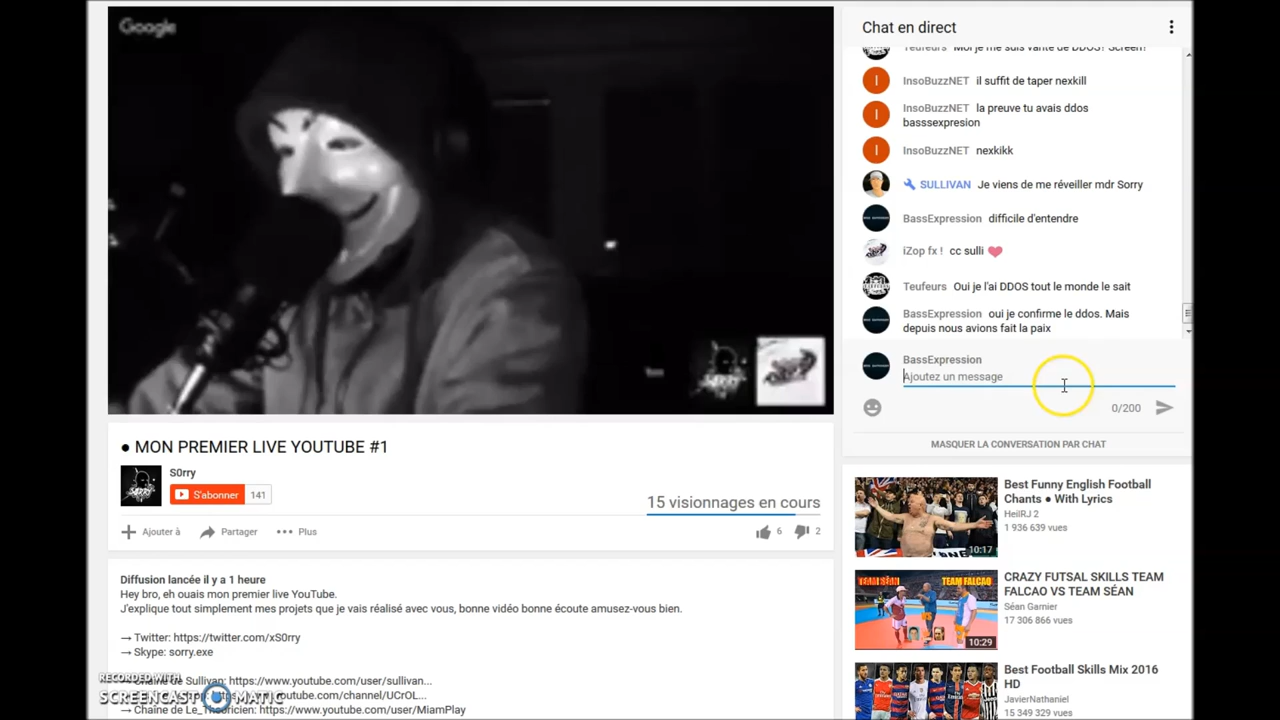 Google
Chat en direct
Teufeurs Moi je me suis vanté de DDOS? Screen?
InsoBuzzNET il suffit de taper nexkill
InsoBuzzNET la preuve tu avais ddos
basssexpresion
InsoBuzzNET nexkikk
SULLIVAN Je viens de me réveiller mdr Sorry
BassExpression difficile d'entendre
iZop fx ! cc sulli
Teufeurs Oui je l'ai DDOS tout le monde le sait
BassExpression oui je confirme le ddos. Mais
depuis nous avions fait la paix
BassExpression
Ajoutez un message
0/200
MASQUER LA CONVERSATION PAR CHAT
● MON PREMIER LIVE YOUTUBE #1
S0rry
S'abonner 141
15 visionnages en cours
Ajouter à Partager Plus
6 2
Diffusion lancée il y a 1 heure
Hey bro, eh ouais mon premier live YouTube.
J'explique tout simplement mes projets que je vais réalisé avec vous, bonne vidéo bonne écoute amusez-vous bien.
→ Twitter: https://twitter.com/xS0rry
→ Skype: sorry.exe
Chaîne de Sullivan: https://www.youtube.com/user/sullivan...
youtube.com/channel/UCrOL...
→ Chaîne de Le_Theoricien: https://www.youtube.com/user/MiamPlay
RECORDED WITH
SCREENCAST MATIC
Best Funny English Football
Chants ● With Lyrics
HeilRJ 2
1 936 639 vues
10:17
TEAM SÉAN TEAM FALCAO
CRAZY FUTSAL SKILLS TEAM
FALCAO VS TEAM SÉAN
Séan Garnier
17 306 866 vues
10:29
Best Football Skills Mix 2016
HD
JavierNathaniel
15 349 329 vues